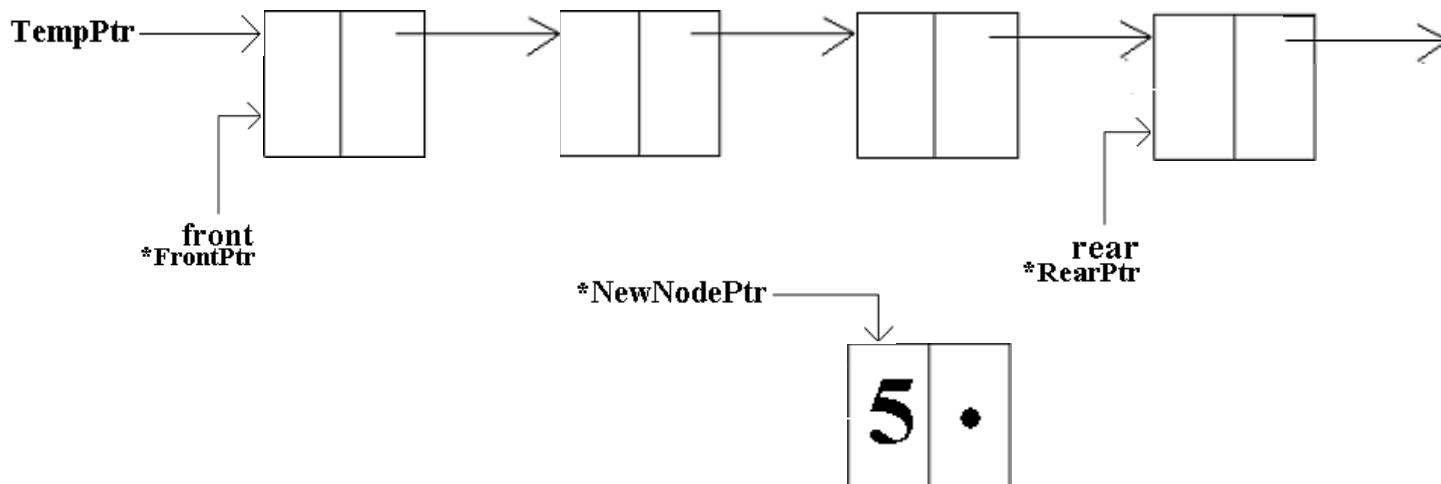 TempPtr
front
*FrontPtr
rear
*RearPtr
*NewNodePtr
5